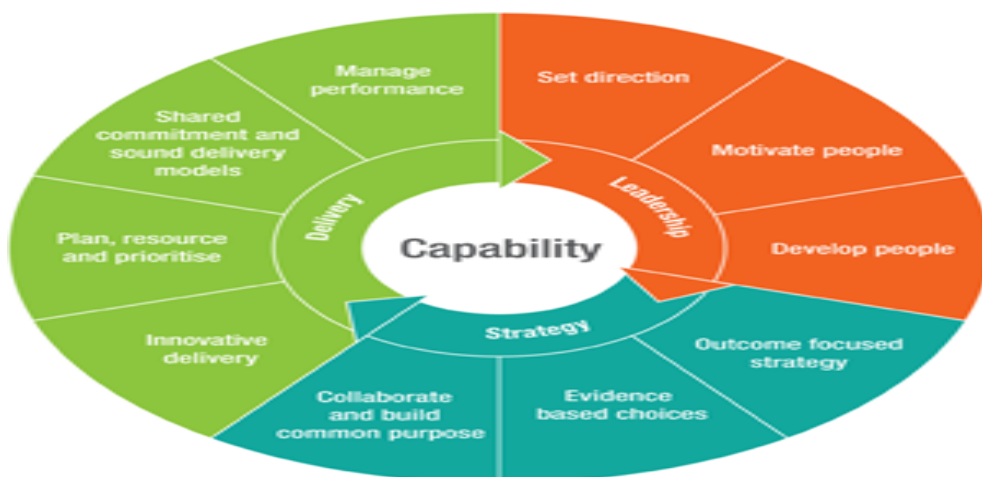 Manage
performance
Set direction
Shared
commitment and
sound delivery
models
Motivate people
Delivery
Leadership
Plan, resource
and prioritise
Capability
Develop people
Strategy
Innovative
delivery
Outcome focused
strategy
Collaborate
and build
common purpose
Evidence
based choices